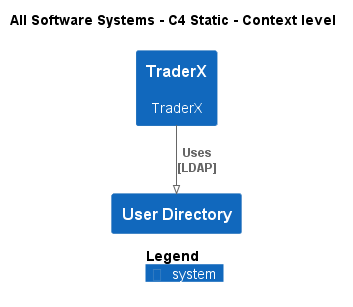 All Software Systems - C4 Static - Context level
TraderX
TraderX
Uses
[LDAP]
User Directory
Legend
system